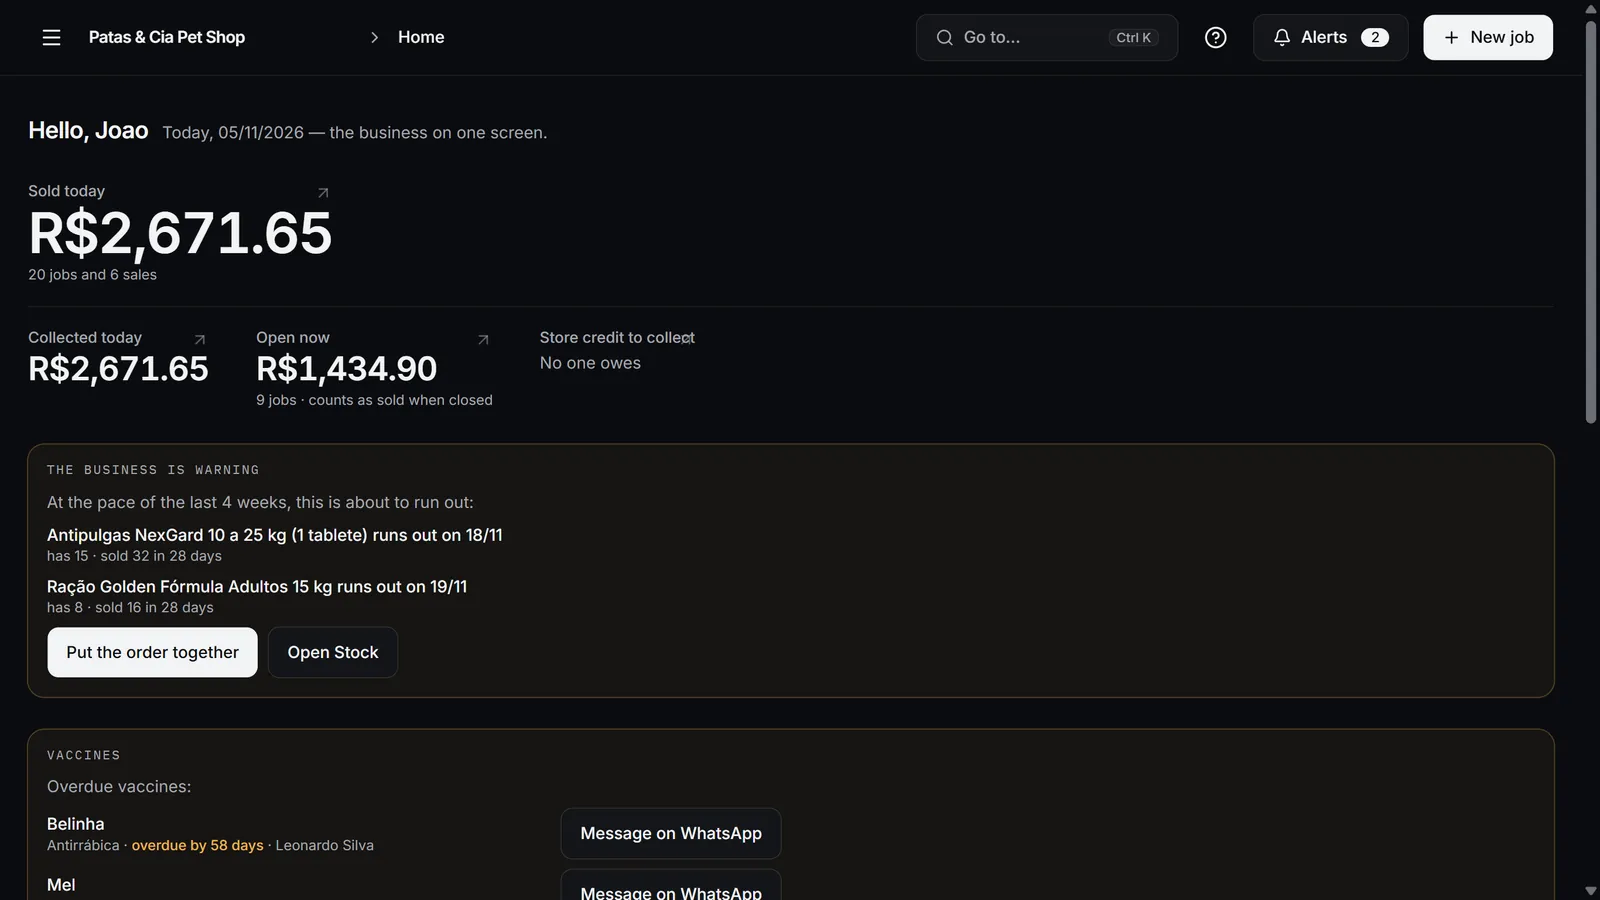 Patas & Cia Pet Shop
Home
Go to...
Ctrl K
Alerts 2
New job
Hello, Joao
Today, 05/11/2026 — the business on one screen.
Sold today
R$2,671.65
20 jobs and 6 sales
Collected today
R$2,671.65
Open now
R$1,434.90
9 jobs · counts as sold when closed
Store credit to collect
No one owes
THE BUSINESS IS WARNING
At the pace of the last 4 weeks, this is about to run out:
Antipulgas NexGard 10 a 25 kg (1 tablete) runs out on 18/11
has 15 · sold 32 in 28 days
Ração Golden Fórmula Adultos 15 kg runs out on 19/11
has 8 · sold 16 in 28 days
Put the order together
Open Stock
VACCINES
Overdue vaccines:
Belinha
Antirrábica · overdue by 58 days · Leonardo Silva
Message on WhatsApp
Mel
Message on WhatsApp